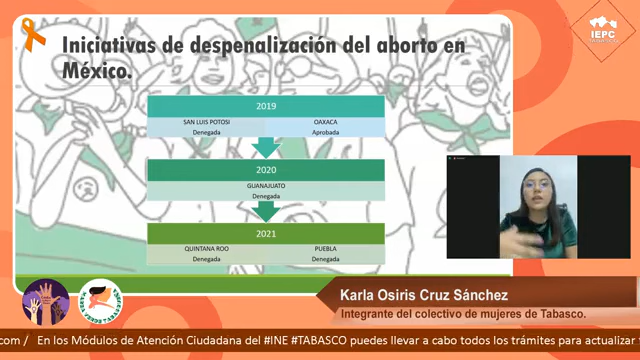 Iniciativas de despenalización del aborto en
México.
IEPC
TABASCO
2019
SAN LUIS POTOSI
Denegada
OAXACA
Aprobada
2020
GUANAJUATO
Denegada
2021
QUINTANA ROO
Denegada
PUEBLA
Denegada
Karla Osiris Cruz Sánchez
Integrante del colectivo de mujeres de Tabasco.
.com / En los Módulos de Atención Ciudadana del #INE #TABASCO puedes llevar a cabo todos los trámites para actualizar